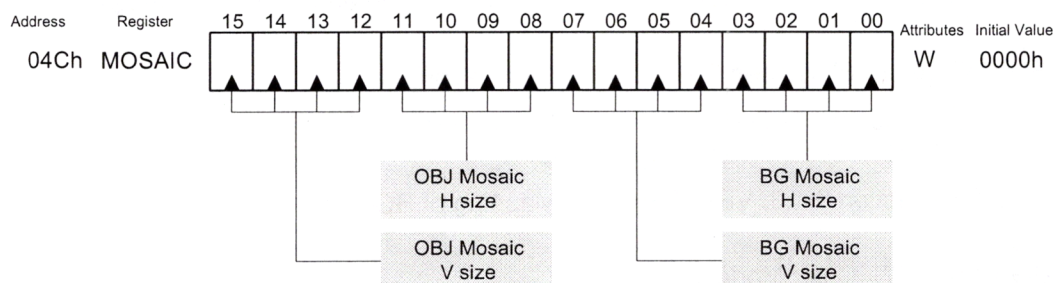 Address Register 15 14 13 12 11 10 09 08 07 06 05 04 03 02 01 00 Attributes Initial Value
04Ch MOSAIC W 0000h
OBJ Mosaic
H size
BG Mosaic
H size
OBJ Mosaic
V size
BG Mosaic
V size